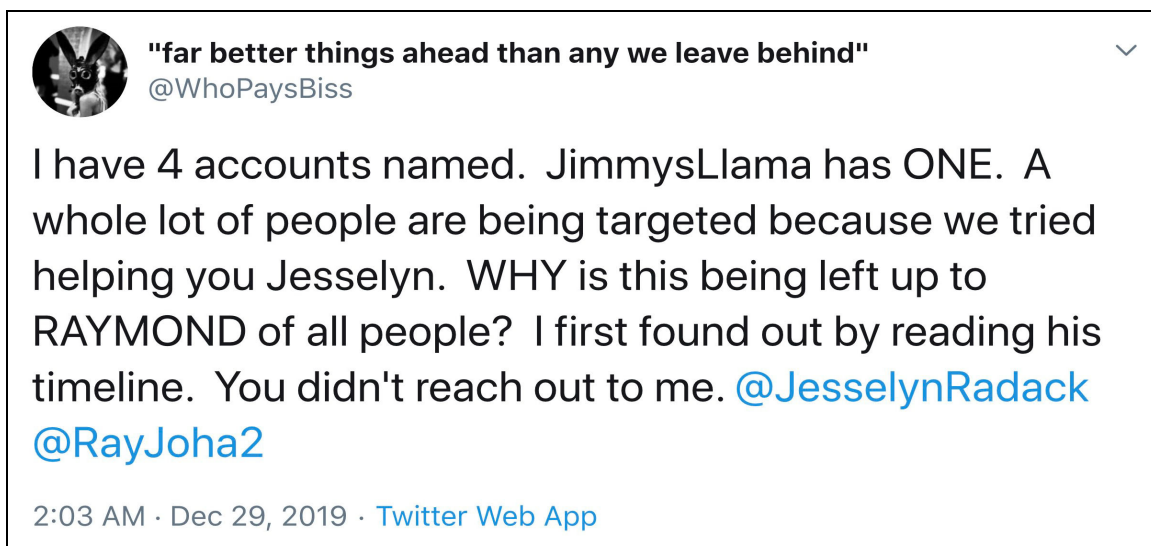 "far better things ahead than any we leave behind"
@WhoPaysBiss
I have 4 accounts named.  JimmysLlama has ONE.  A
whole lot of people are being targeted because we tried
helping you Jesselyn.  WHY is this being left up to
RAYMOND of all people?  I first found out by reading his
timeline.  You didn't reach out to me. @JesselynRadack
@RayJoha2
2:03 AM · Dec 29, 2019 · Twitter Web App